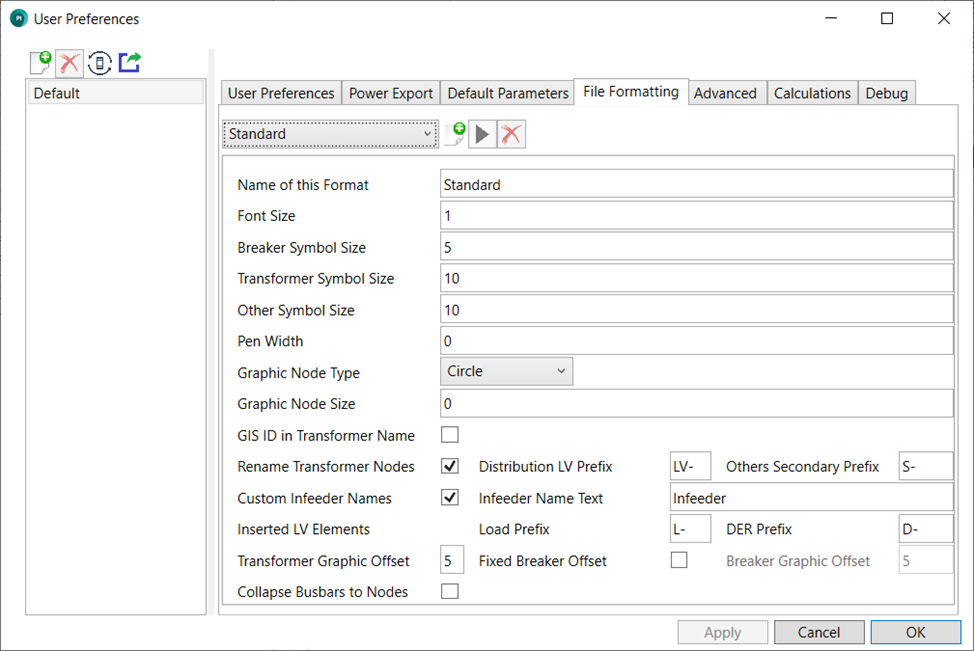 User Preferences
Default
User Preferences Power Export Default Parameters File Formatting Advanced Calculations Debug
Standard
Name of this Format Standard
Font Size 1
Breaker Symbol Size 5
Transformer Symbol Size 10
Other Symbol Size 10
Pen Width 0
Graphic Node Type Circle
Graphic Node Size 0
GIS ID in Transformer Name
Rename Transformer Nodes Distribution LV Prefix LV- Others Secondary Prefix S-
Custom Infeeder Names Infeeder Name Text Infeeder
Inserted LV Elements Load Prefix L- DER Prefix D-
Transformer Graphic Offset 5 Fixed Breaker Offset Breaker Graphic Offset 5
Collapse Busbars to Nodes
Apply Cancel OK